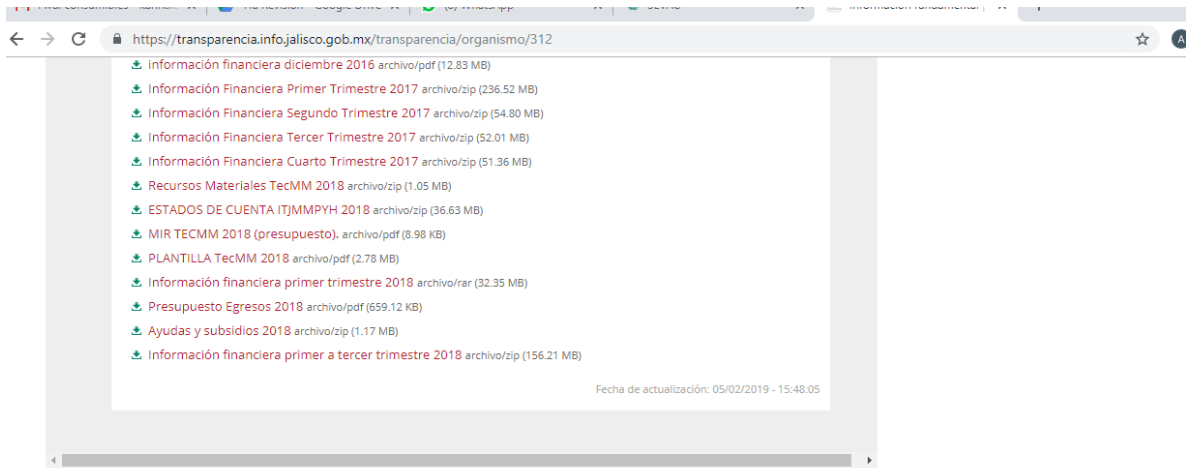 https://transparencia.info.jalisco.gob.mx/transparencia/organismo/312
información financiera diciembre 2016 archivo/pdf (12.83 MB)
Información Financiera Primer Trimestre 2017 archivo/zip (236.52 MB)
Información Financiera Segundo Trimestre 2017 archivo/zip (54.80 MB)
Información Financiera Tercer Trimestre 2017 archivo/zip (52.01 MB)
Información Financiera Cuarto Trimestre 2017 archivo/zip (51.36 MB)
Recursos Materiales TecMM 2018 archivo/zip (1.05 MB)
ESTADOS DE CUENTA ITJMMPYH 2018 archivo/zip (36.63 MB)
MIR TECMM 2018 (presupuesto). archivo/pdf (8.98 KB)
PLANTILLA TecMM 2018 archivo/pdf (2.78 MB)
Información financiera primer trimestre 2018 archivo/rar (32.35 MB)
Presupuesto Egresos 2018 archivo/pdf (659.12 KB)
Ayudas y subsidios 2018 archivo/zip (1.17 MB)
Información financiera primer a tercer trimestre 2018 archivo/zip (156.21 MB)
Fecha de actualización: 05/02/2019 - 15:48:05